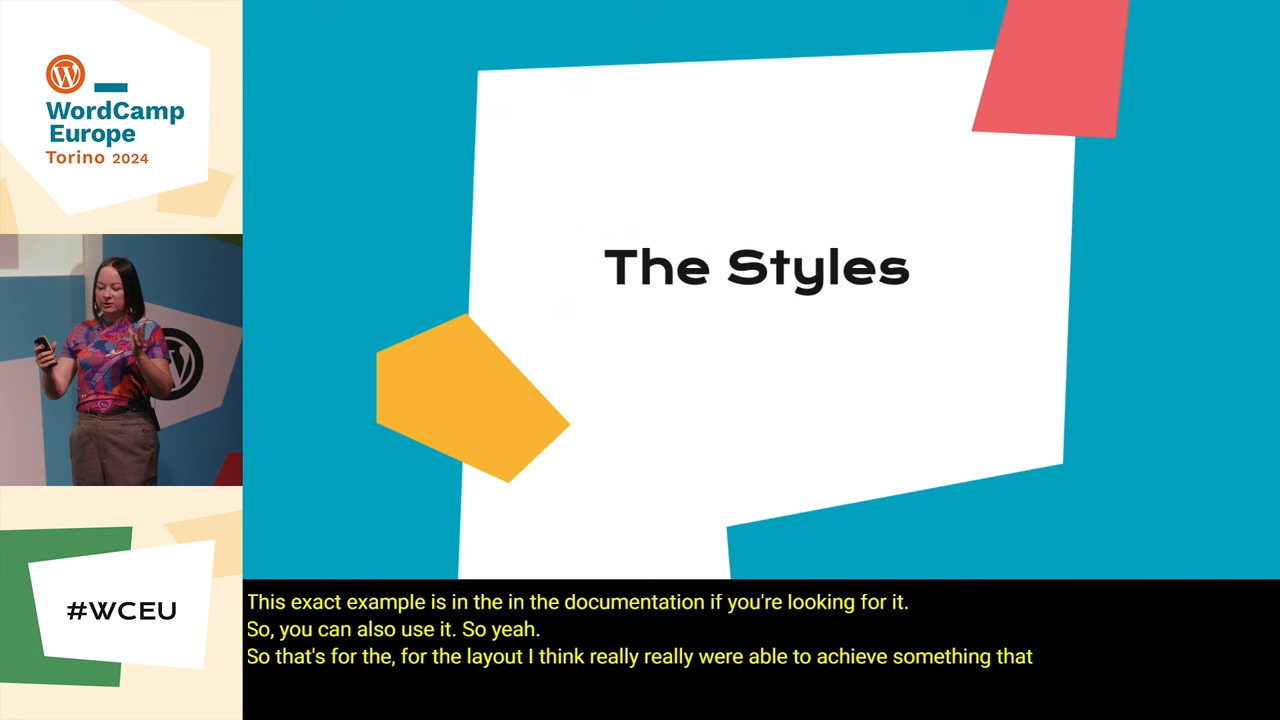 WordCamp
Europe
Torino 2024
The Styles
#WCEU
This exact example is in the in the documentation if you're looking for it.
So, you can also use it. So yeah.
So that's for the, for the layout I think really really were able to achieve something that